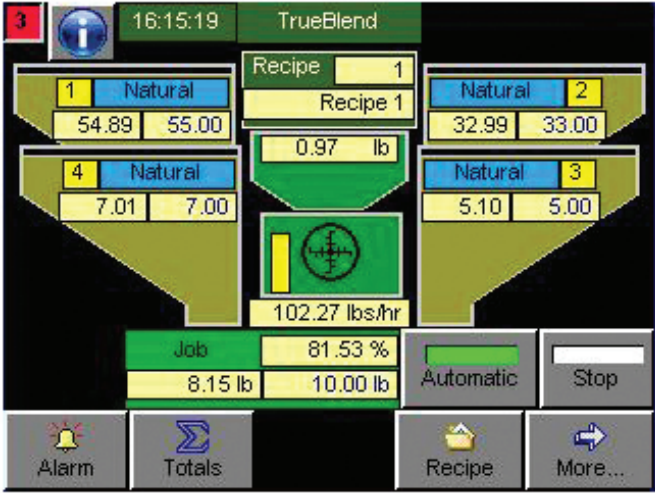 3
16:15:19 TrueBlend
Recipe 1
Recipe 1
1 Natural
54.89 55.00
Natural 2
32.99 33.00
0.97 lb
4 Natural
7.01 7.00
Natural 3
5.10 5.00
102.27 lbs/hr
Job 81.53 %
8.15 lb 10.00 lb
Automatic
Stop
Alarm
Totals
Recipe
More...